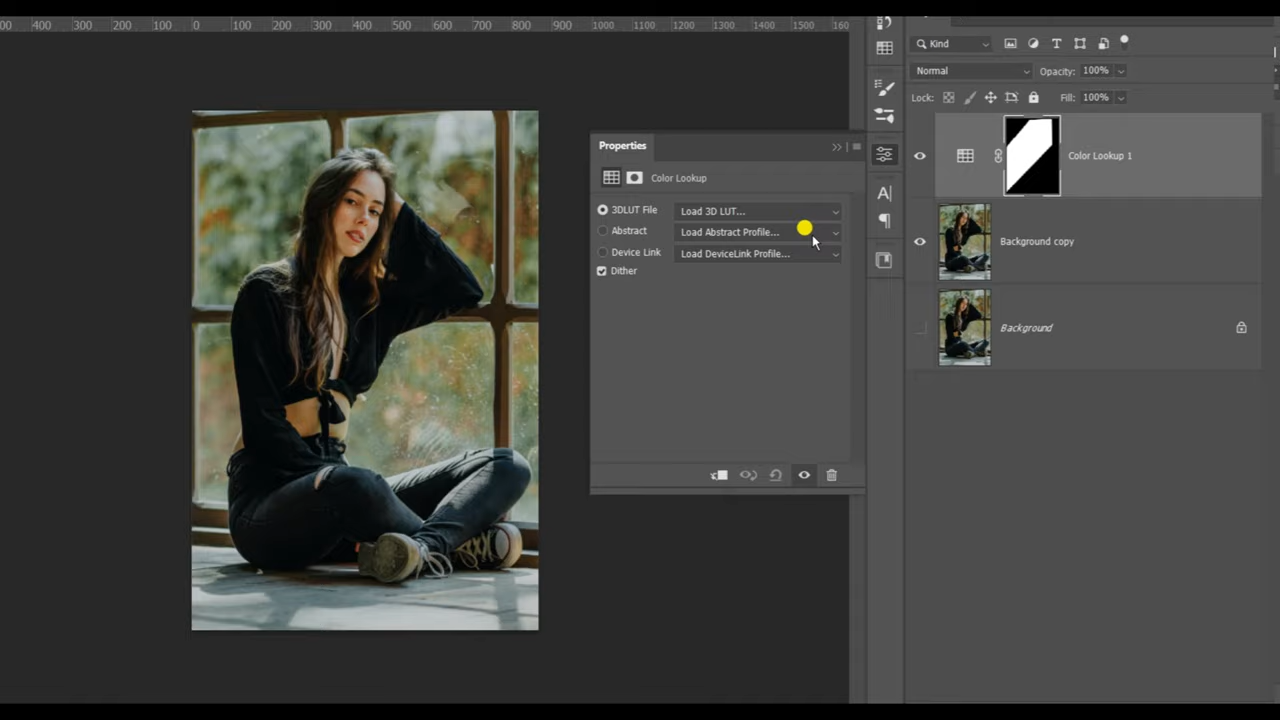 00 400 300 200 100 0 100 200 300 400 500 600 700 800 900 1000 1100 1200 1300 1400 1500 160
Kind
Normal Opacity: 100%
Lock: Fill: 100%
Properties
Color Lookup
3DLUT File Load 3D LUT...
Abstract Load Abstract Profile...
Device Link Load DeviceLink Profile...
Dither
Color Lookup 1
Background copy
Background